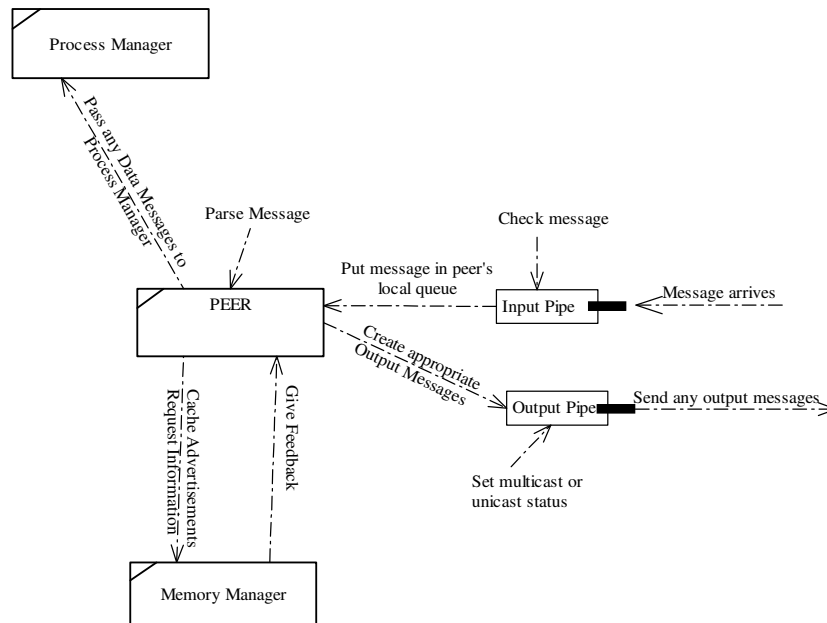 Process Manager
Pass any Data Messages to
Process Manager
Parse Message
Check message
Put message in peer's
local queue
PEER
Input Pipe
Message arrives
Create appropriate
Output Messages
Output Pipe
Send any output messages
Cache Advertisements
Request Information
Give Feedback
Set multicast or
unicast status
Memory Manager